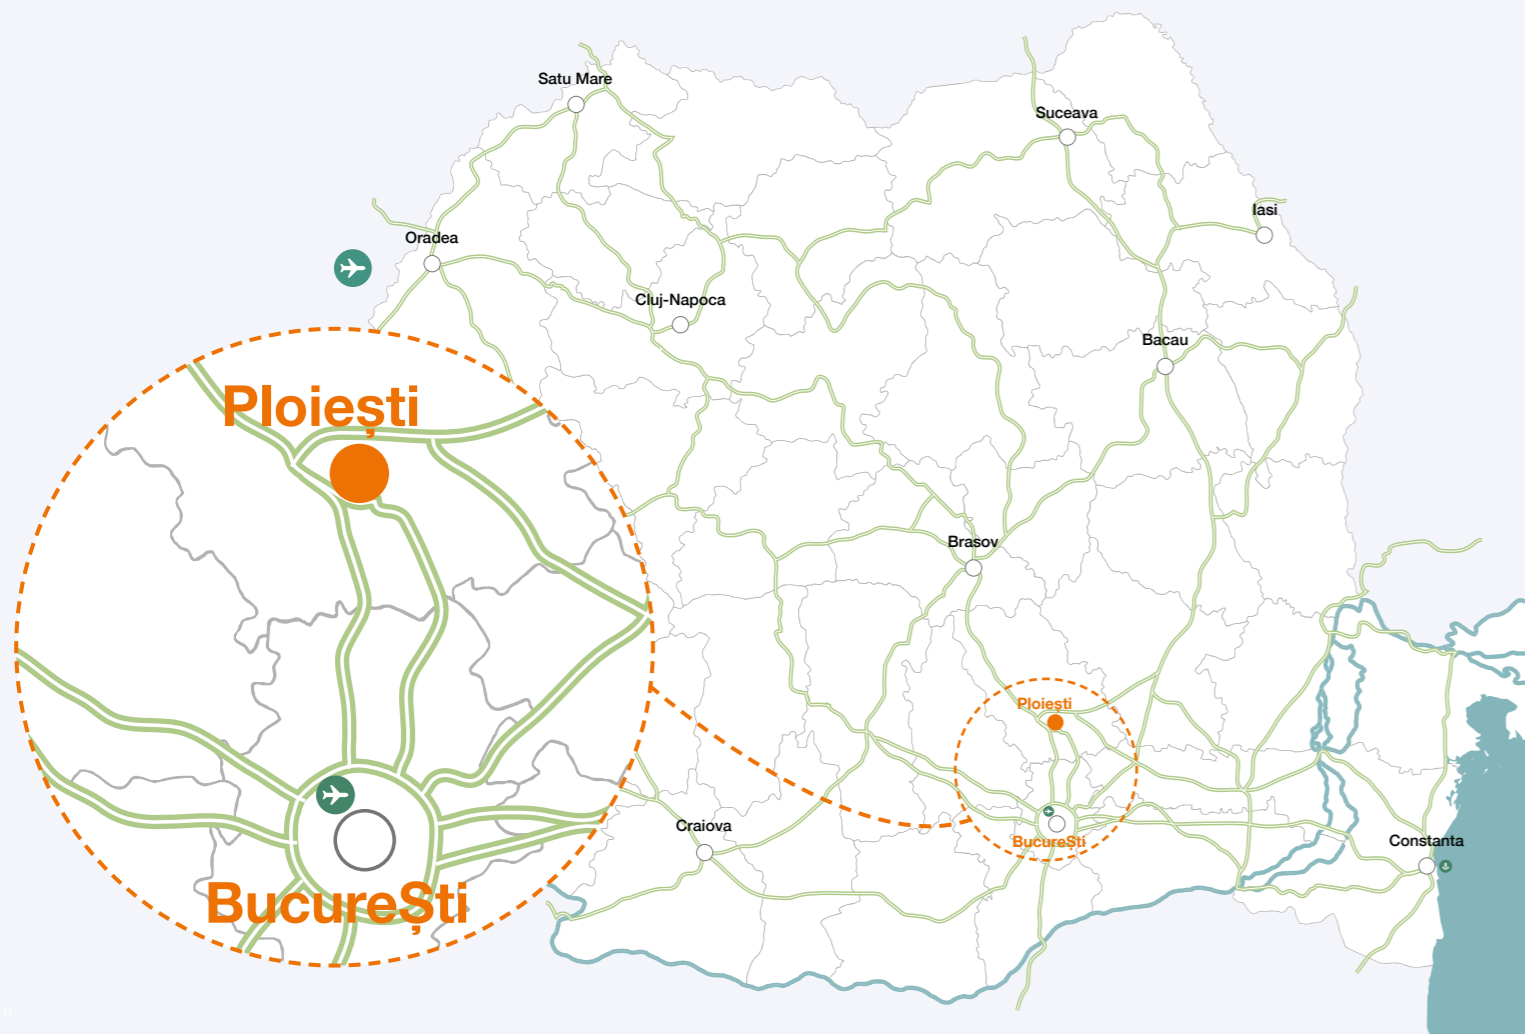 Satu Mare
Suceava
Iasi
Oradea
Cluj-Napoca
Bacau
Ploiești
Brasov
Ploiești
Craiova
BucureȘti
Constanta
BucureȘti